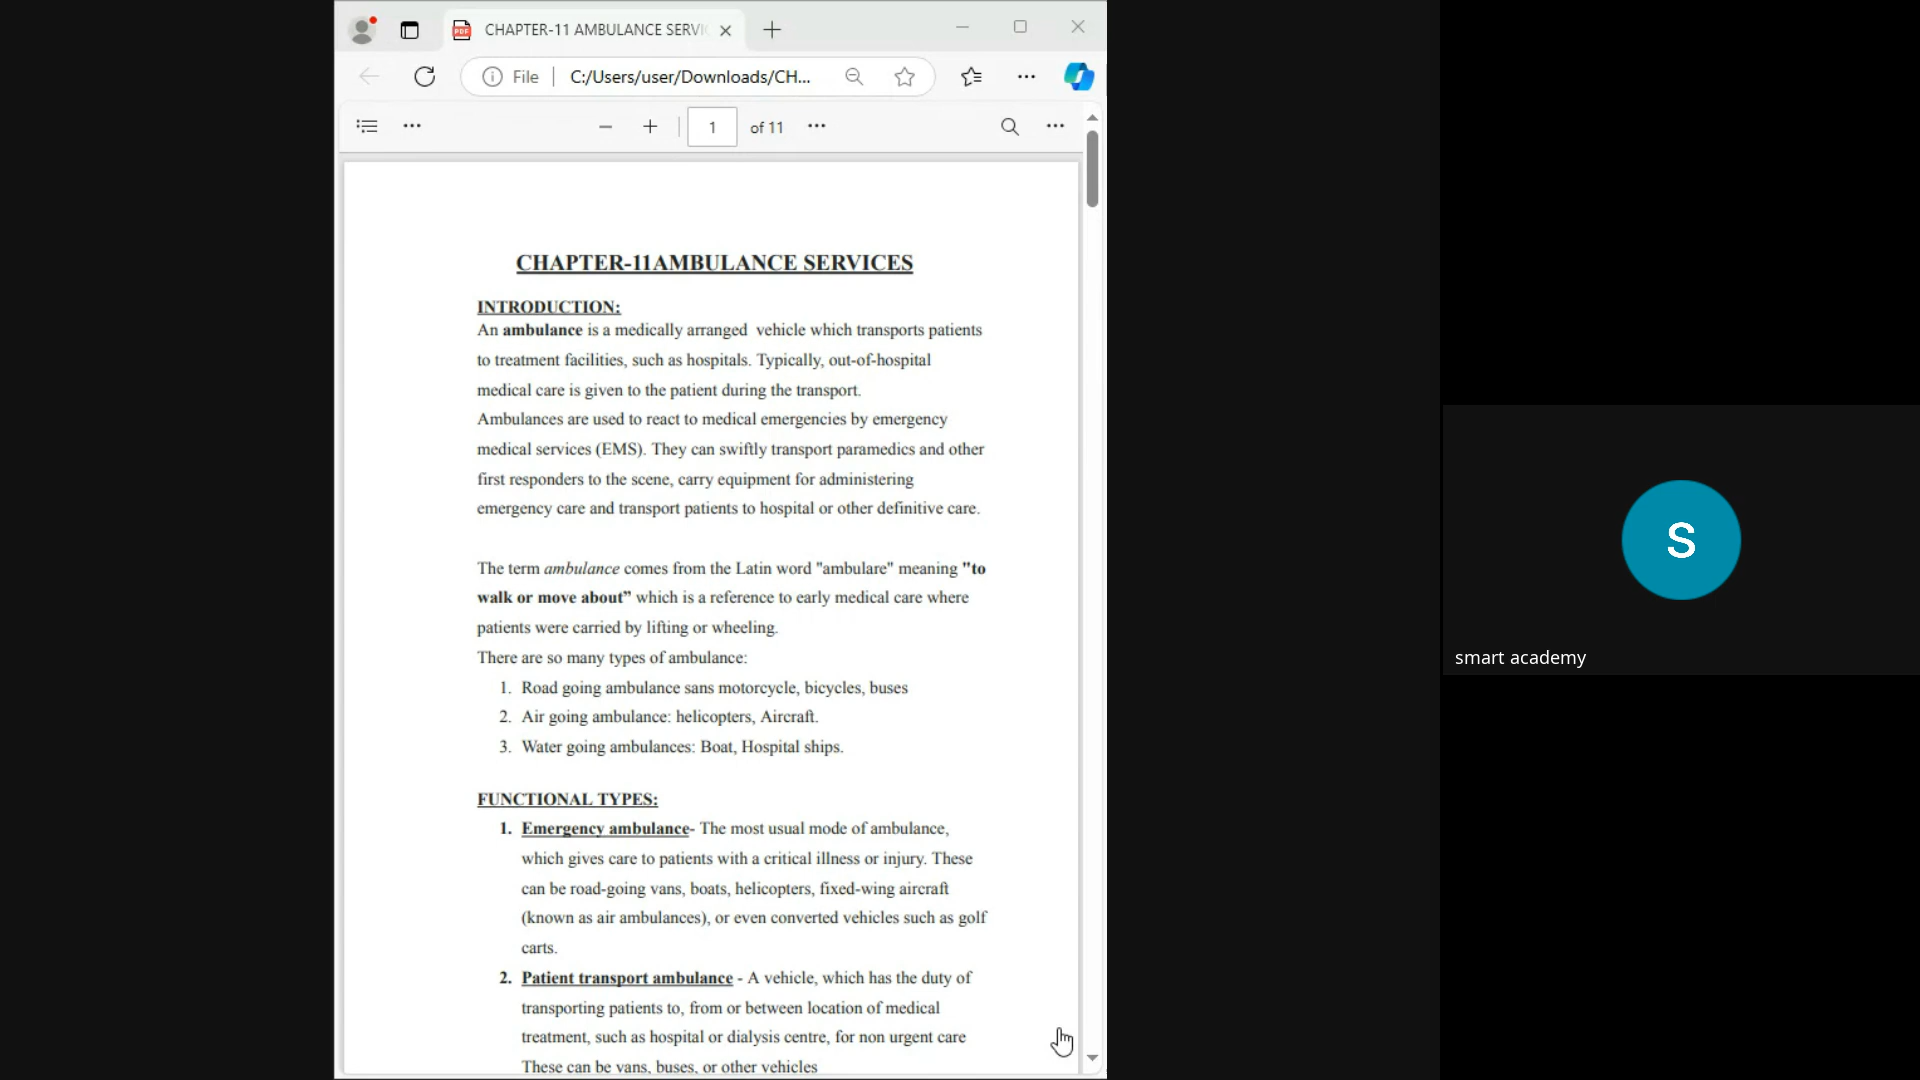 CHAPTER-11 AMBULANCE SERVI
File
C:/Users/user/Downloads/CH...
1 of 11
CHAPTER-11AMBULANCE SERVICES
INTRODUCTION:
An ambulance is a medically arranged vehicle which transports patients
to treatment facilities, such as hospitals. Typically, out-of-hospital
medical care is given to the patient during the transport.
Ambulances are used to react to medical emergencies by emergency
medical services (EMS). They can swiftly transport paramedics and other
first responders to the scene, carry equipment for administering
emergency care and transport patients to hospital or other definitive care.
The term ambulance comes from the Latin word "ambulare" meaning "to
walk or move about” which is a reference to early medical care where
patients were carried by lifting or wheeling.
There are so many types of ambulance:
1. Road going ambulance sans motorcycle, bicycles, buses
2. Air going ambulance: helicopters, Aircraft.
3. Water going ambulances: Boat, Hospital ships.
FUNCTIONAL TYPES:
1. Emergency ambulance- The most usual mode of ambulance,
which gives care to patients with a critical illness or injury. These
can be road-going vans, boats, helicopters, fixed-wing aircraft
(known as air ambulances), or even converted vehicles such as golf
carts.
2. Patient transport ambulance - A vehicle, which has the duty of
transporting patients to, from or between location of medical
treatment, such as hospital or dialysis centre, for non urgent care
These can be vans, buses, or other vehicles
S
smart academy